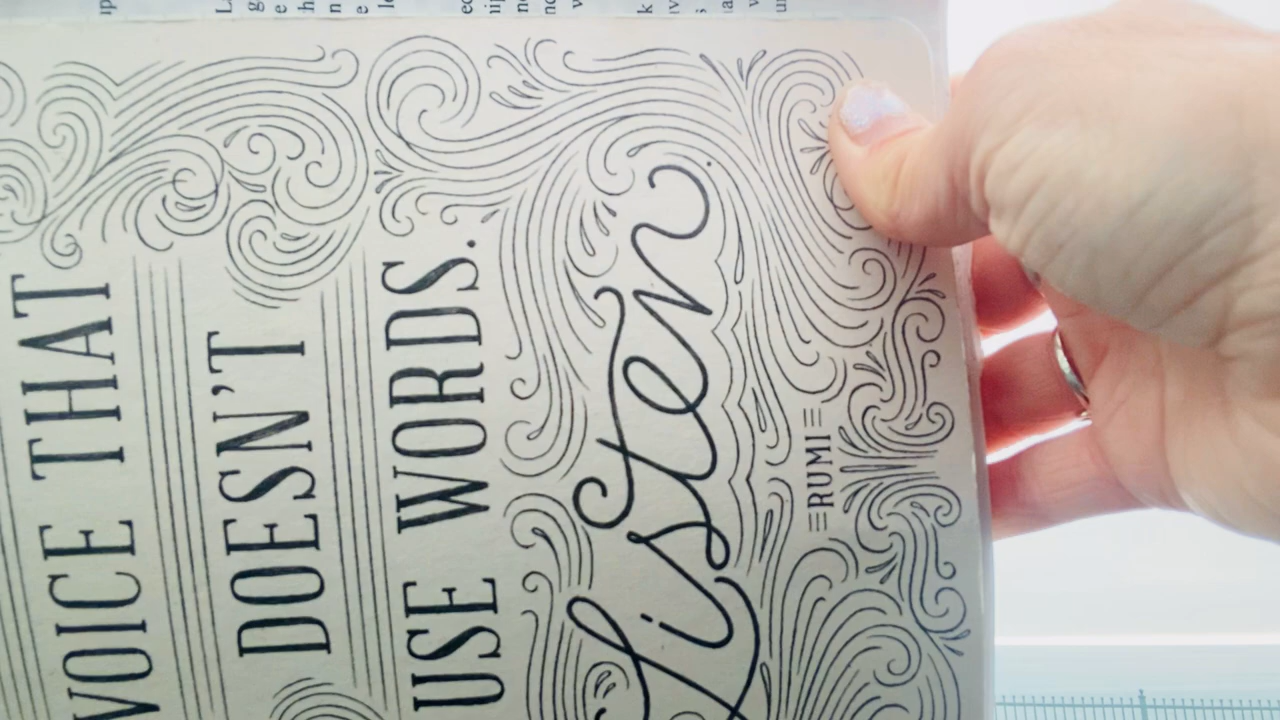 VOICE THAT
DOESN'T
USE WORDS.
Listen
RUMI